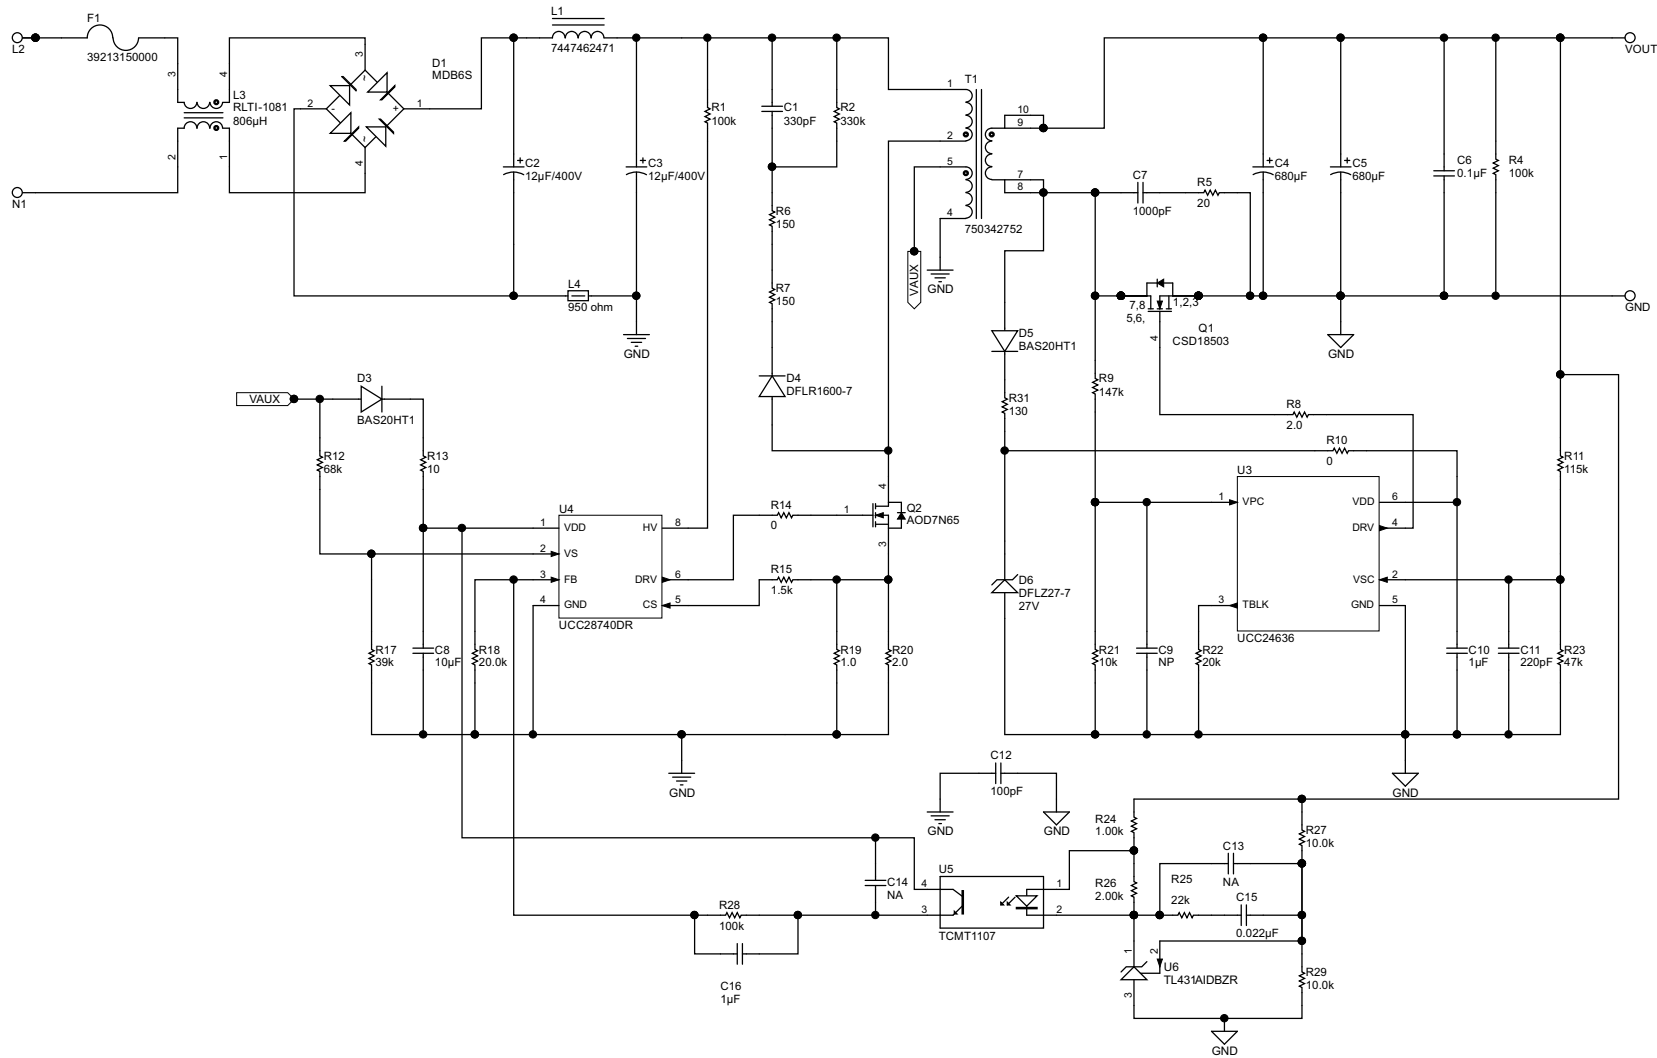 F1
39213150000
L2
3
4
L3
RLTI-1081
806µH
2
1
N1
3
D1
MDB6S
2
-
+
1
~
~
4
L1
7447462471
C2
12µF/400V
C3
12µF/400V
L4
950 ohm
GND
R1
100k
C1
330pF
R2
330k
R6
150
R7
150
D4
DFLR1600-7
T1
1
2
5
4
10
9
7
8
750342752
VAUX
GND
C7
1000pF
R5
20
C4
680µF
C5
680µF
C6
0.1µF
R4
100k
VOUT
GND
7,8
5,6,
1,2,3
4
Q1
CSD18503
GND
D5
BAS20HT1
R31
130
R9
147k
R8
2.0
R10
0
R11
115k
VAUX
D3
BAS20HT1
R12
68k
R13
10
U4
1
VDD
2
VS
3
FB
4
GND
HV
8
DRV
6
CS
5
UCC28740DR
R14
0
1
4
3
Q2
AOD7N65
R15
1.5k
R17
39k
C8
10µF
R18
20.0k
R19
1.0
R20
2.0
GND
D6
DFLZ27-7
27V
U3
1
VPC
VDD
6
DRV
4
VSC
2
GND
5
3
TBLK
UCC24636
R21
10k
C9
NP
R22
20k
C10
1µF
C11
220pF
R23
47k
GND
C12
100pF
GND
GND
R24
1.00k
R26
2.00k
R27
10.0k
C13
NA
R25
22k
C15
0.022µF
C14
NA
U5
4
3
1
2
TCMT1107
R28
100k
C16
1µF
1
2
3
U6
TL431AIDBZR
R29
10.0k
GND